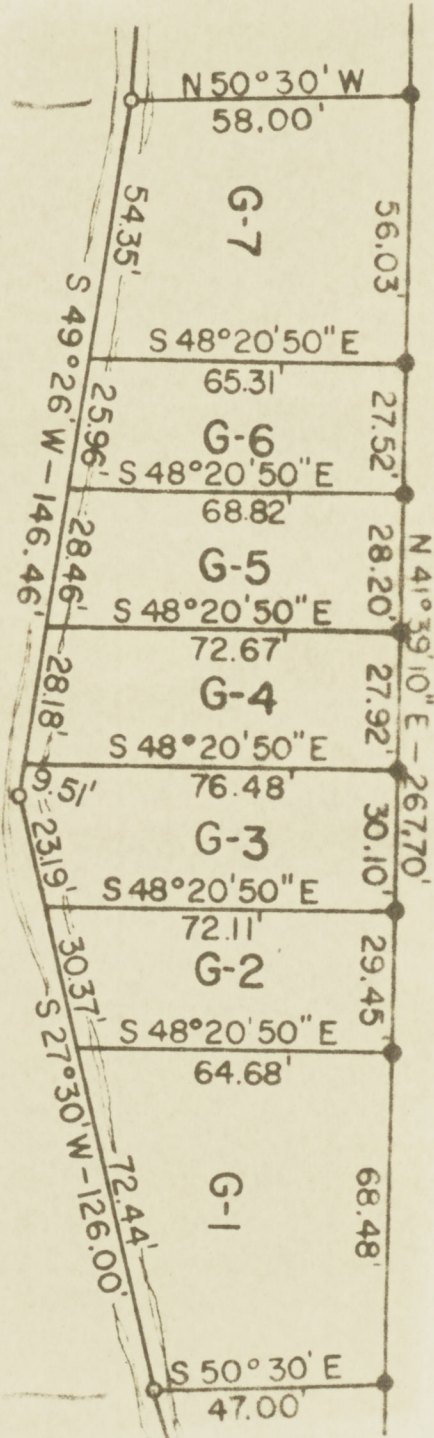 N 50°30' W
58.00'
54.35'
G-7
56.03'
S 49°26' W - 146.46'
S 48°20'50" E
65.31'
25.96'
G-6
27.52'
S 48°20'50" E
68.82'
28.46'
G-5
28.20'
N 41°39'10" E - 267.70'
S 48°20'50" E
72.67'
28.18'
G-4
27.92'
S 48°20'50" E
76.48'
9.51'
23.19'
G-3
30.10'
S 48°20'50" E
72.11'
30.37'
G-2
29.45'
S 27°30' W - 126.00'
S 48°20'50" E
64.68'
72.44'
G-1
68.48'
S 50°30' E
47.00'